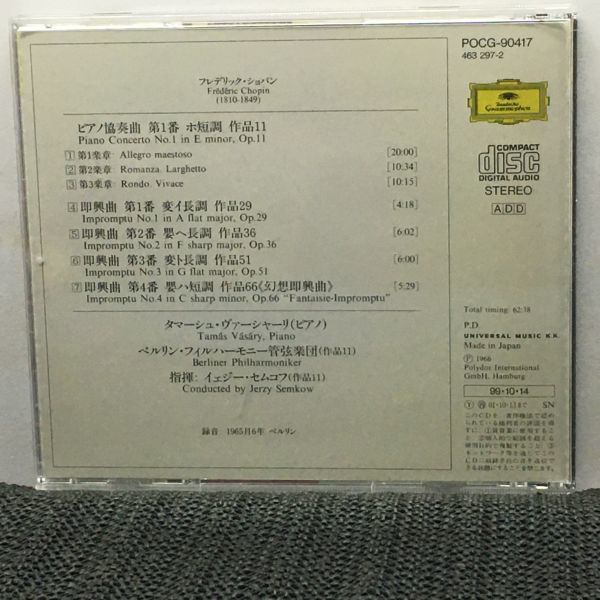 フレデリック・ショパン
Frédéric Chopin
(1810-1849)
ピアノ協奏曲 第1番 ホ短調 作品11
Piano Concerto No.1 in E minor, Op.11
1 第1楽章: Allegro maestoso [20:00]
2 第2楽章: Romanza. Larghetto [10:34]
3 第3楽章: Rondo. Vivace [10:15]
4 即興曲 第1番 変イ長調 作品29 [4:18]
Impromptu No.1 in A flat major, Op.29
5 即興曲 第2番 嬰ヘ長調 作品36 [6:02]
Impromptu No.2 in F sharp major, Op.36
6 即興曲 第3番 変ト長調 作品51 [6:00]
Impromptu No.3 in G flat major, Op.51
7 即興曲 第4番 嬰ハ短調 作品66《幻想即興曲》 [5:29]
Impromptu No.4 in C sharp minor, Op.66 "Fantaisie-Impromptu"
タマーシュ・ヴァーシャーリ(ピアノ)
Tamás Vásáry, Piano
ベルリン・フィルハーモニー管弦楽団(作品11)
Berliner Philharmoniker
指揮: イェジー・セムコフ(作品11)
Conducted by Jerzy Semkow
録音: 1965月6年 ベルリン
POCG-90417
463 297-2
Deutsche
Grammophon
COMPACT
disc
DIGITAL AUDIO
STEREO
ADD
Total timing: 62:38
P.D.
UNIVERSAL MUSIC K.K.
Made in Japan
Ⓟ 1966
Polydor International
GmbH, Hamburg
99・10・14
SN